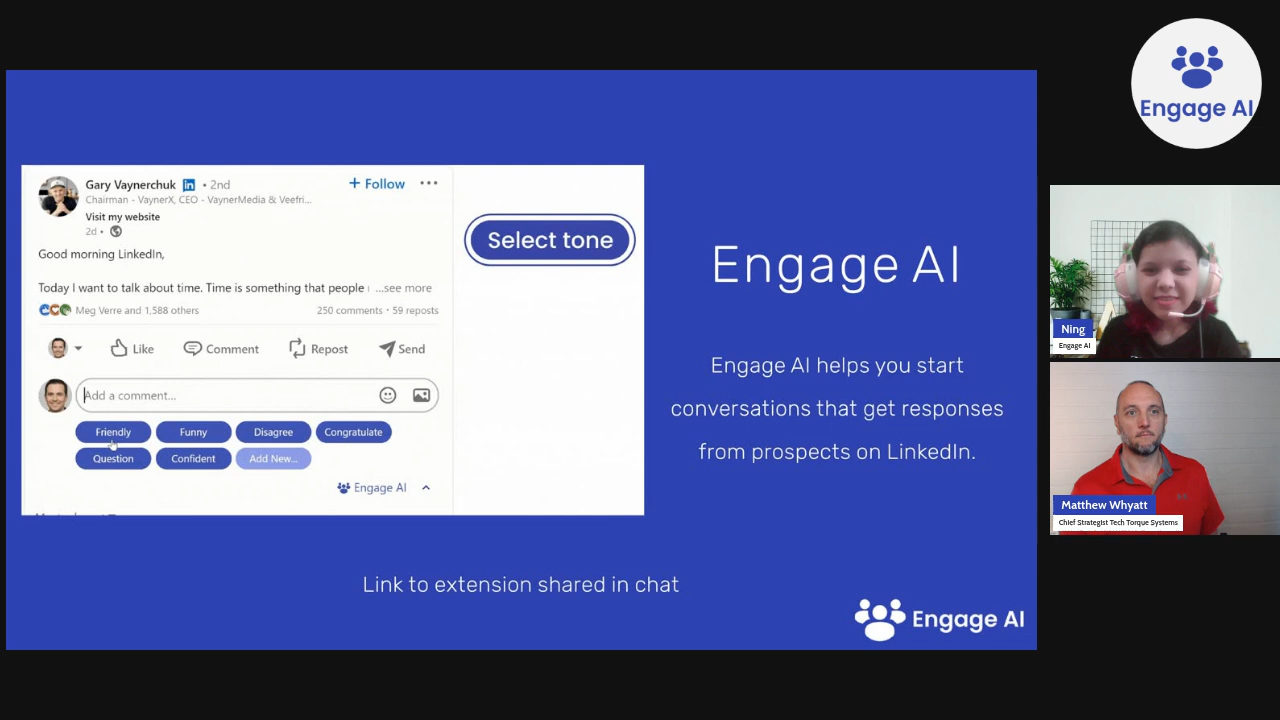 Gary Vaynerchuk in • 2nd
+ Follow •••
Chairman - VaynerX, CEO - VaynerMedia & Veefri...
Visit my website
2d •
Good morning LinkedIn,
Today I want to talk about time. Time is something that people ...see more
Meg Verre and 1,588 others
250 comments • 59 reposts
Like
Comment
Repost
Send
Add a comment...
Friendly
Funny
Disagree
Congratulate
Question
Confident
Add New...
Engage AI
Select tone
Engage AI
Engage AI helps you start
conversations that get responses
from prospects on LinkedIn.
Link to extension shared in chat
Engage AI
Engage AI
Ning
Engage AI
Matthew Whyatt
Chief Strategist Tech Torque Systems